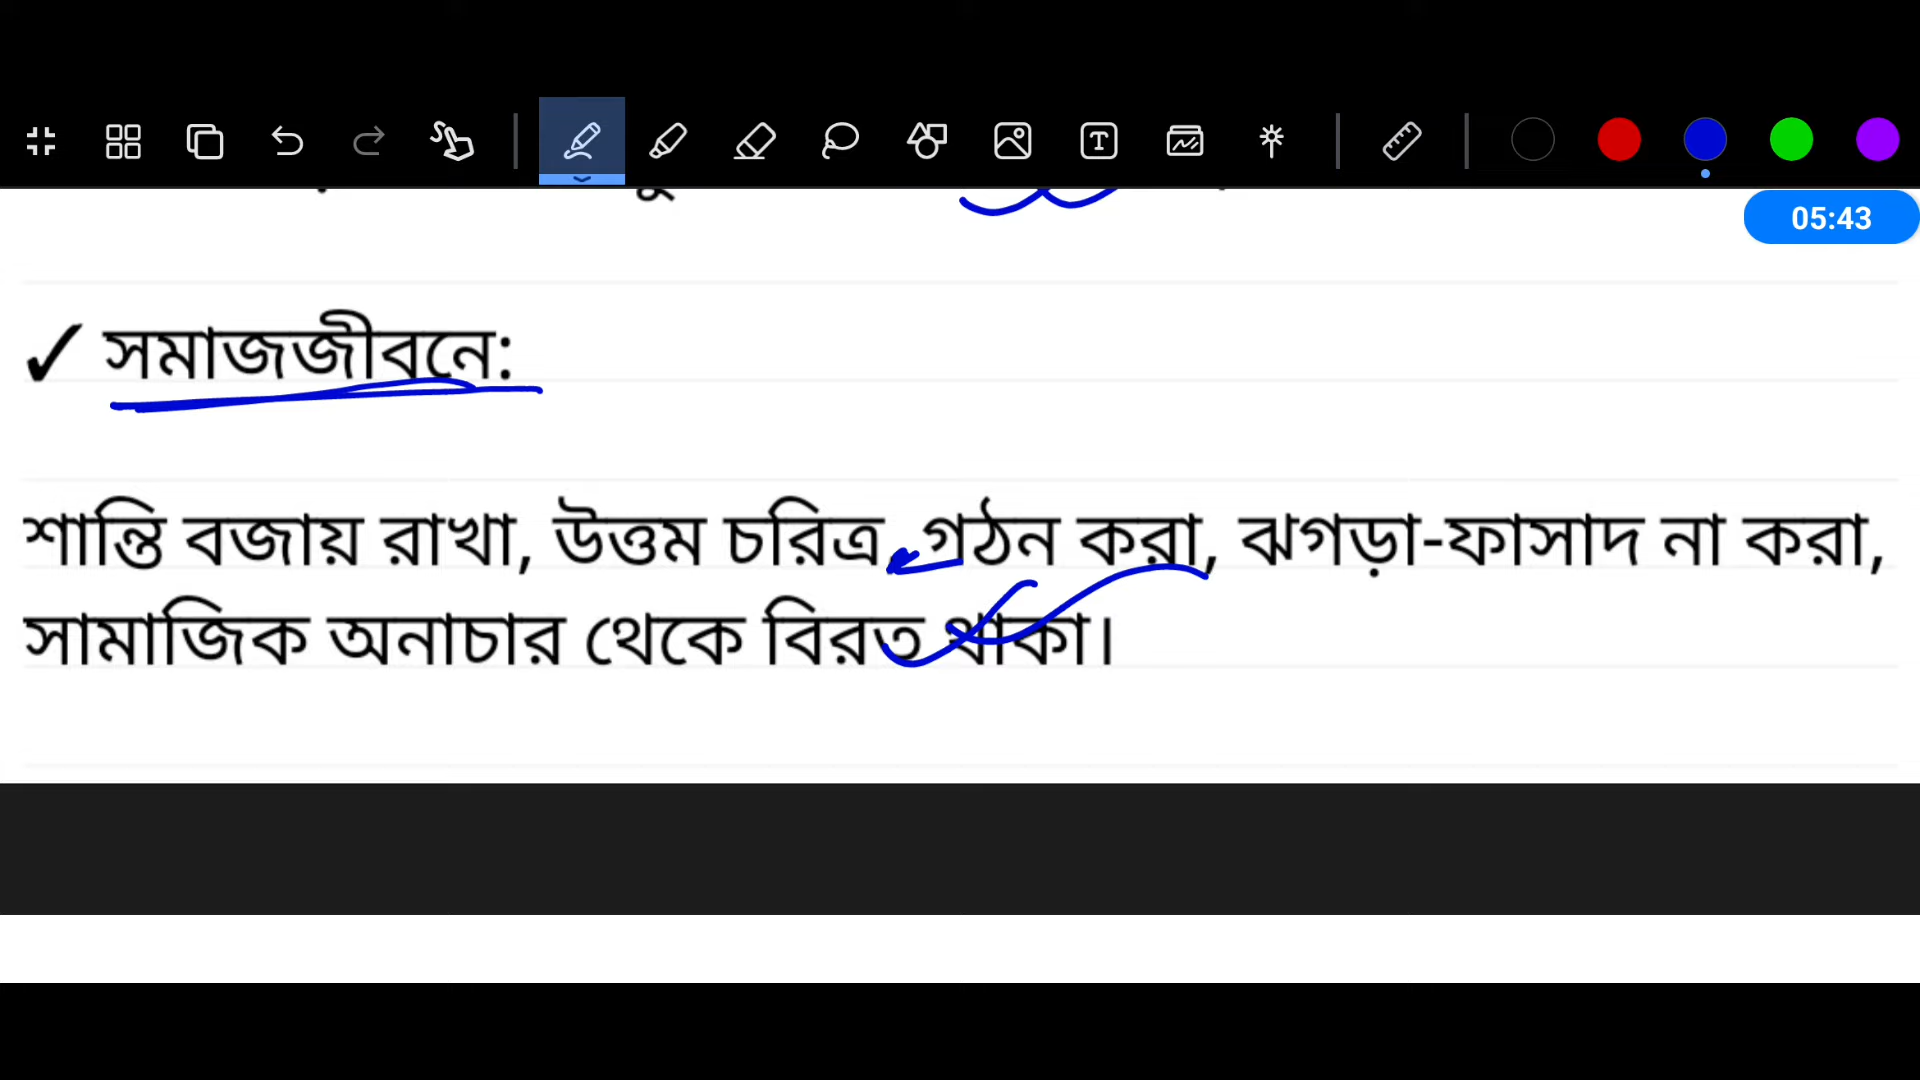 05:43
✓ সমাজজীবনে:
শান্তি বজায় রাখা, উত্তম চরিত্র গঠন করা, ঝগড়া-ফাসাদ না করা,
সামাজিক অনাচার থেকে বিরত থাকা।